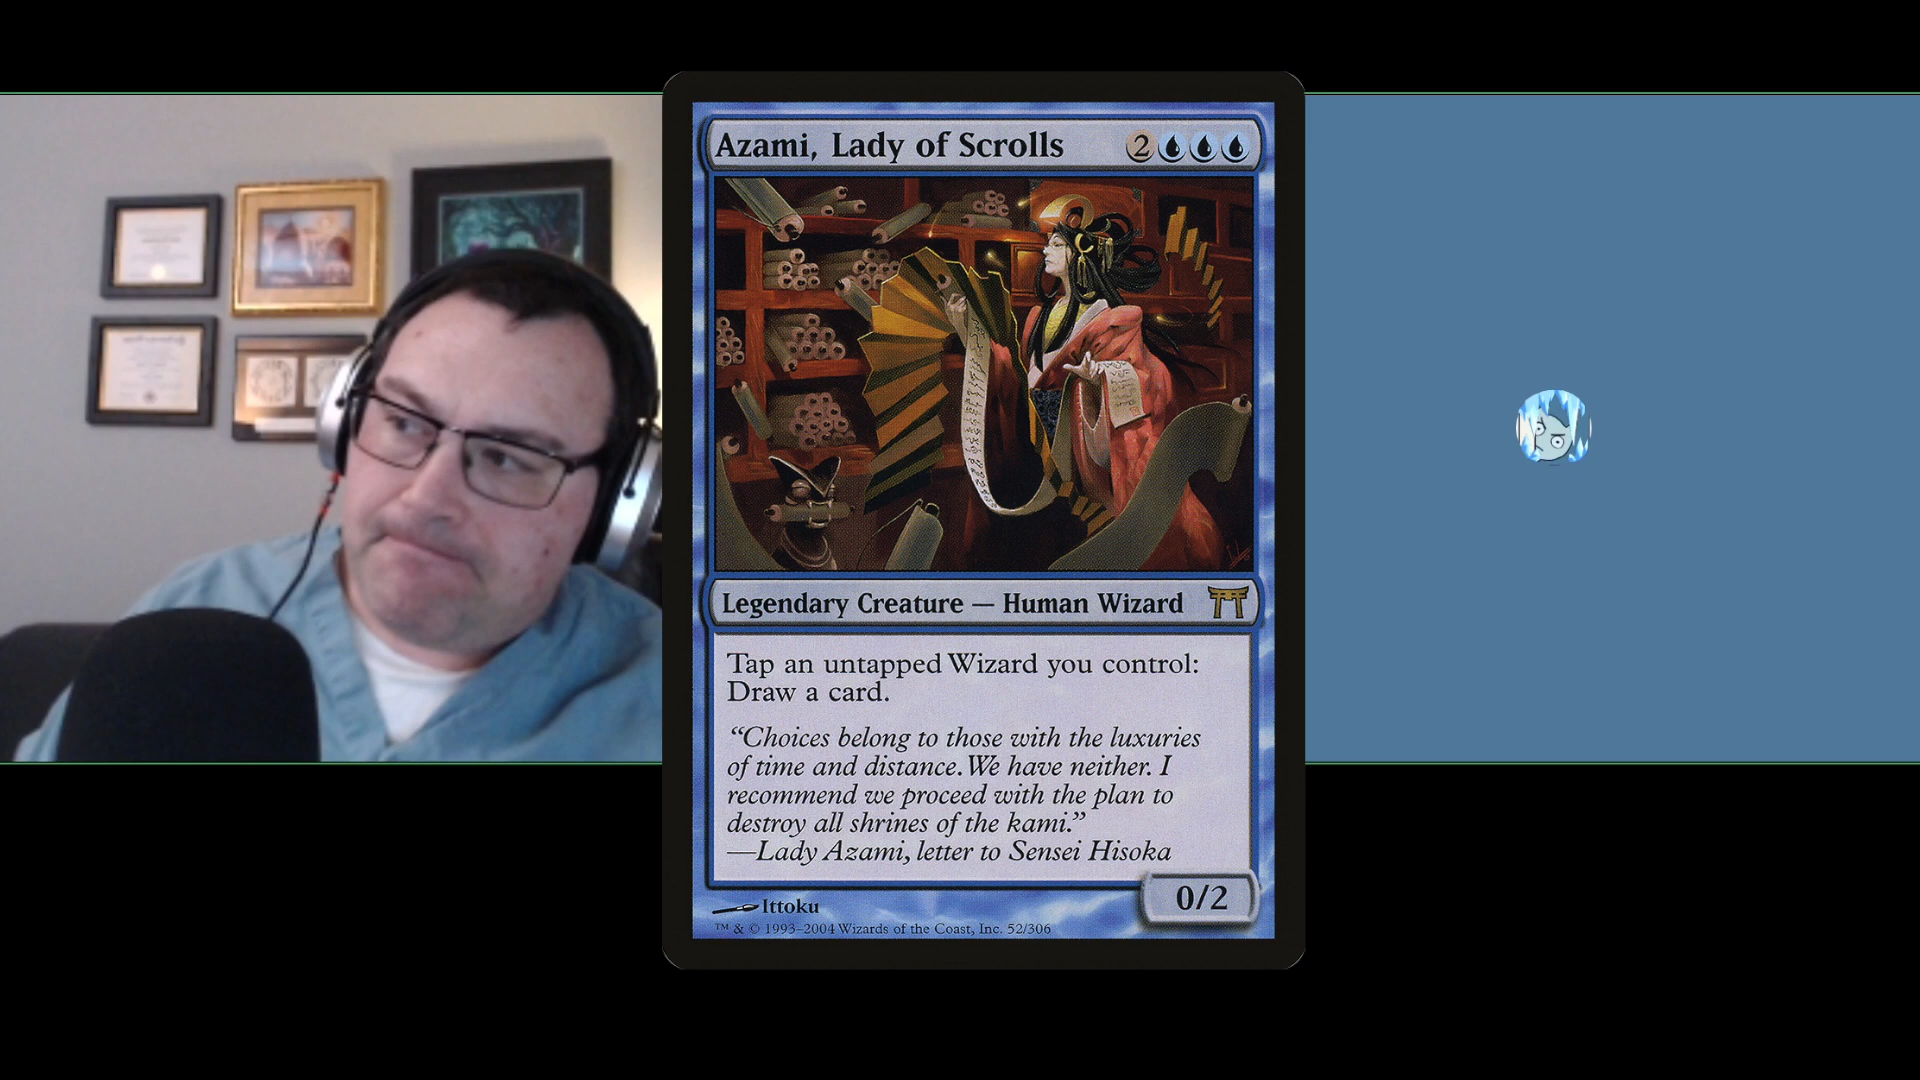 Azami, Lady of Scrolls 2
Legendary Creature — Human Wizard
Tap an untapped Wizard you control:
Draw a card.
“Choices belong to those with the luxuries
of time and distance. We have neither. I
recommend we proceed with the plan to
destroy all shrines of the kami.”
—Lady Azami, letter to Sensei Hisoka
0/2
Ittoku
™ & © 1993–2004 Wizards of the Coast, Inc. 52/306